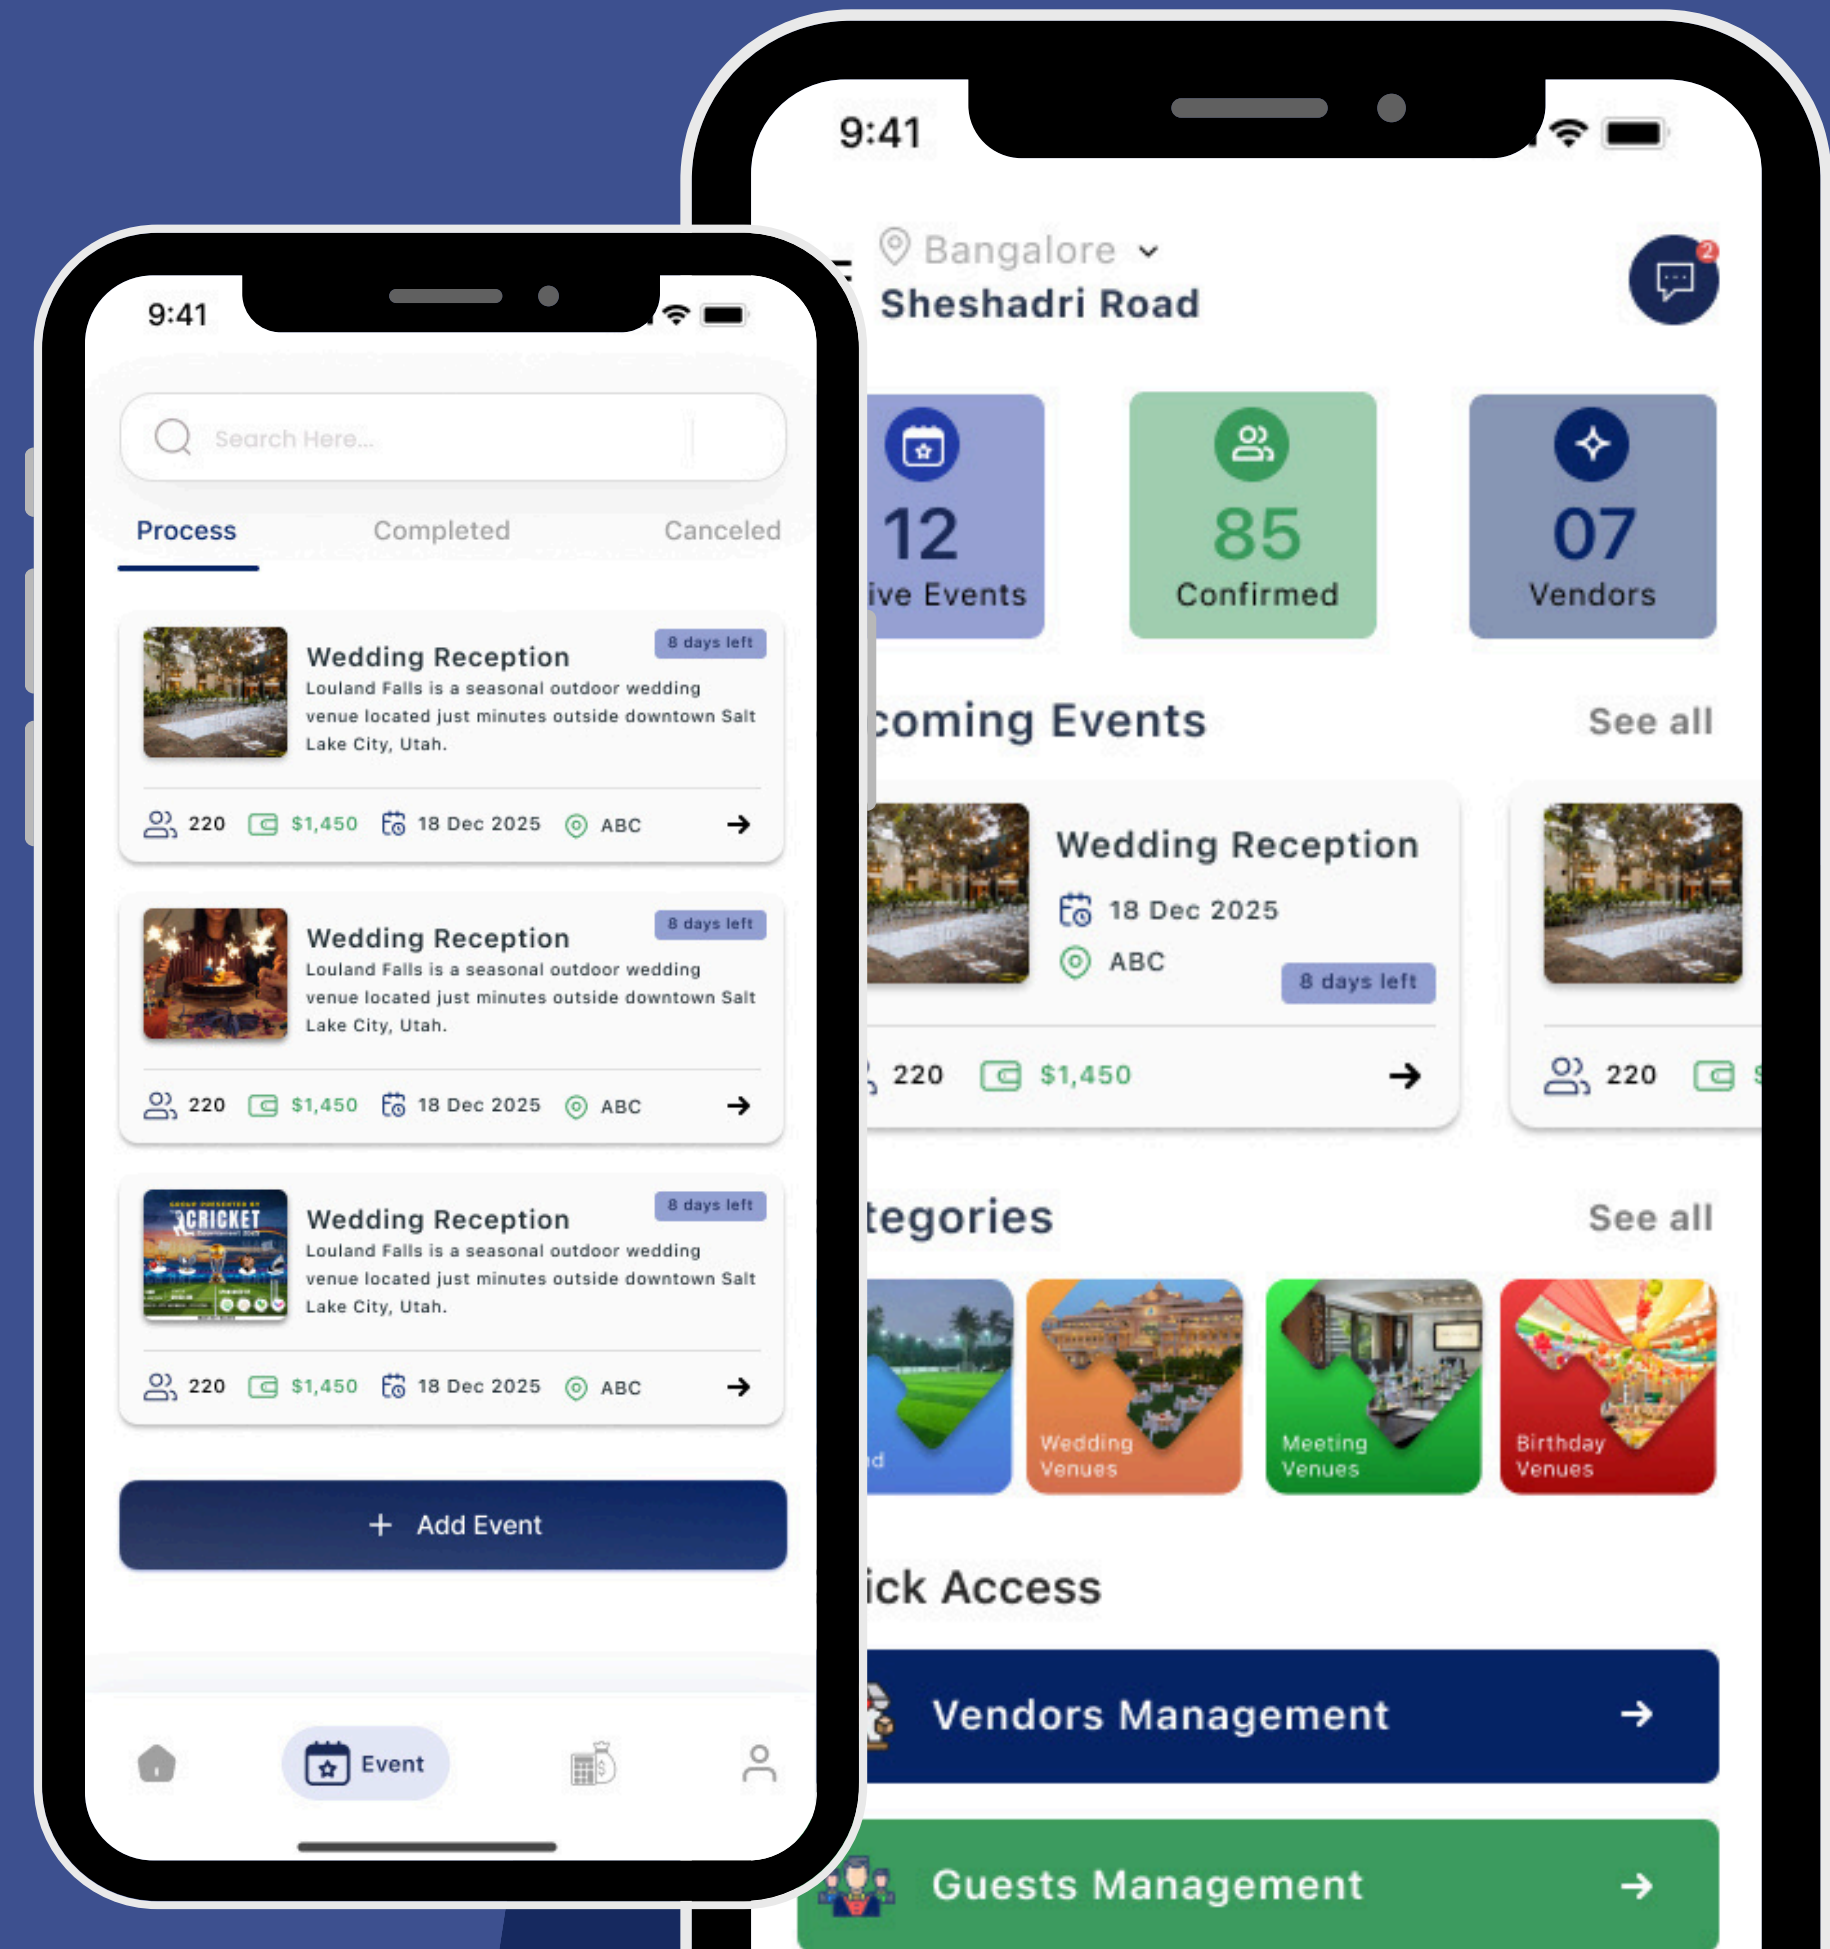 9:41
Search Here...
Process
Completed
Canceled
Wedding Reception
8 days left
Louland Falls is a seasonal outdoor wedding
venue located just minutes outside downtown Salt
Lake City, Utah.
220
$1,450
18 Dec 2025
ABC
Wedding Reception
8 days left
Louland Falls is a seasonal outdoor wedding
venue located just minutes outside downtown Salt
Lake City, Utah.
220
$1,450
18 Dec 2025
ABC
CRICKET
Wedding Reception
8 days left
Louland Falls is a seasonal outdoor wedding
venue located just minutes outside downtown Salt
Lake City, Utah.
220
$1,450
18 Dec 2025
ABC
+ Add Event
Event
9:41
Bangalore
Sheshadri Road
2
12
ive Events
85
Confirmed
07
Vendors
coming Events
See all
Wedding Reception
18 Dec 2025
ABC
8 days left
220
$1,450
220
tegories
See all
d
Wedding
Venues
Meeting
Venues
Birthday
Venues
ick Access
Vendors Management
Guests Management